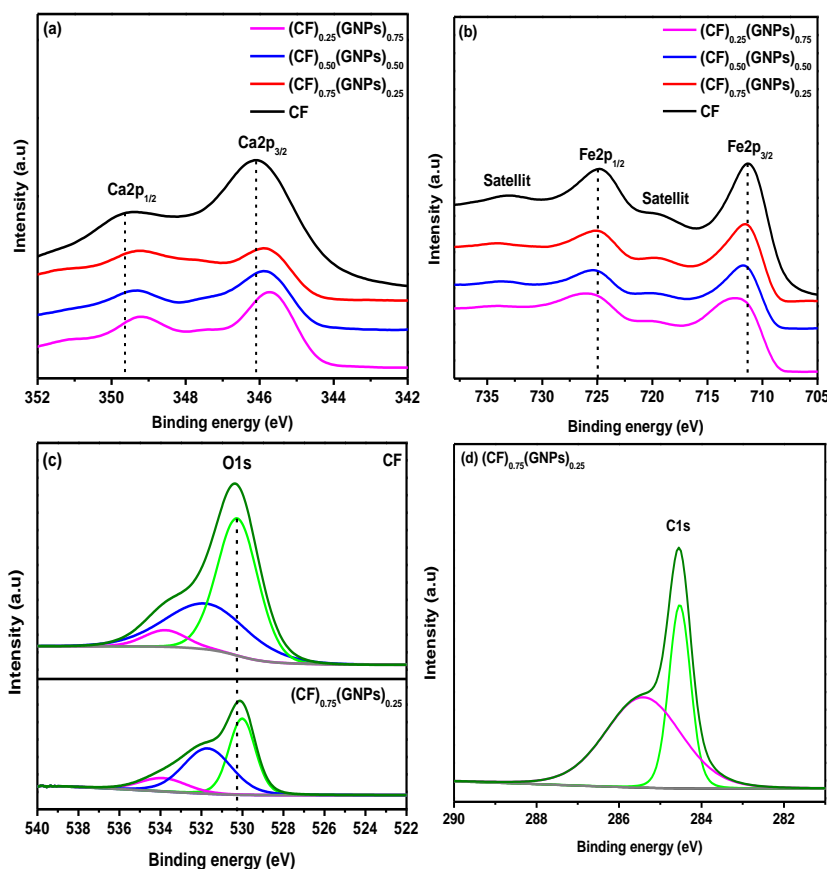 (a)
(CF)0.25(GNPs)0.75
(CF)0.50(GNPs)0.50
(CF)0.75(GNPs)0.25
CF
Ca2p3/2
Ca2p1/2
Intensity (a.u)
352 350 348 346 344 342
Binding energy (eV)
(b)
(CF)0.25(GNPs)0.75
(CF)0.50(GNPs)0.50
(CF)0.75(GNPs)0.25
CF
Fe2p1/2
Fe2p3/2
Satellit
Satellit
Intensity (a.u)
735 730 725 720 715 710 705
Binding energy (eV)
(c)
O1s
CF
(CF)0.75(GNPs)0.25
Intensity (a.u)
540 538 536 534 532 530 528 526 524 522
Binding energy (eV)
(d) (CF)0.75(GNPs)0.25
C1s
Intensity (a.u)
290 288 286 284 282
Binding energy (eV)